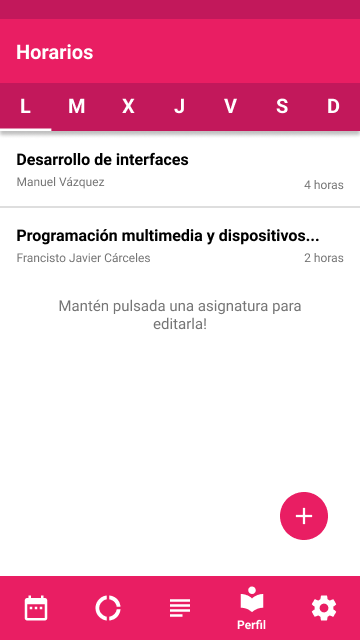 Horarios
L M X J V S D
Desarrollo de interfaces
Manuel Vázquez
4 horas
Programación multimedia y dispositivos...
Francisto Javier Cárceles
2 horas
Mantén pulsada una asignatura para
editarla!
Perfil